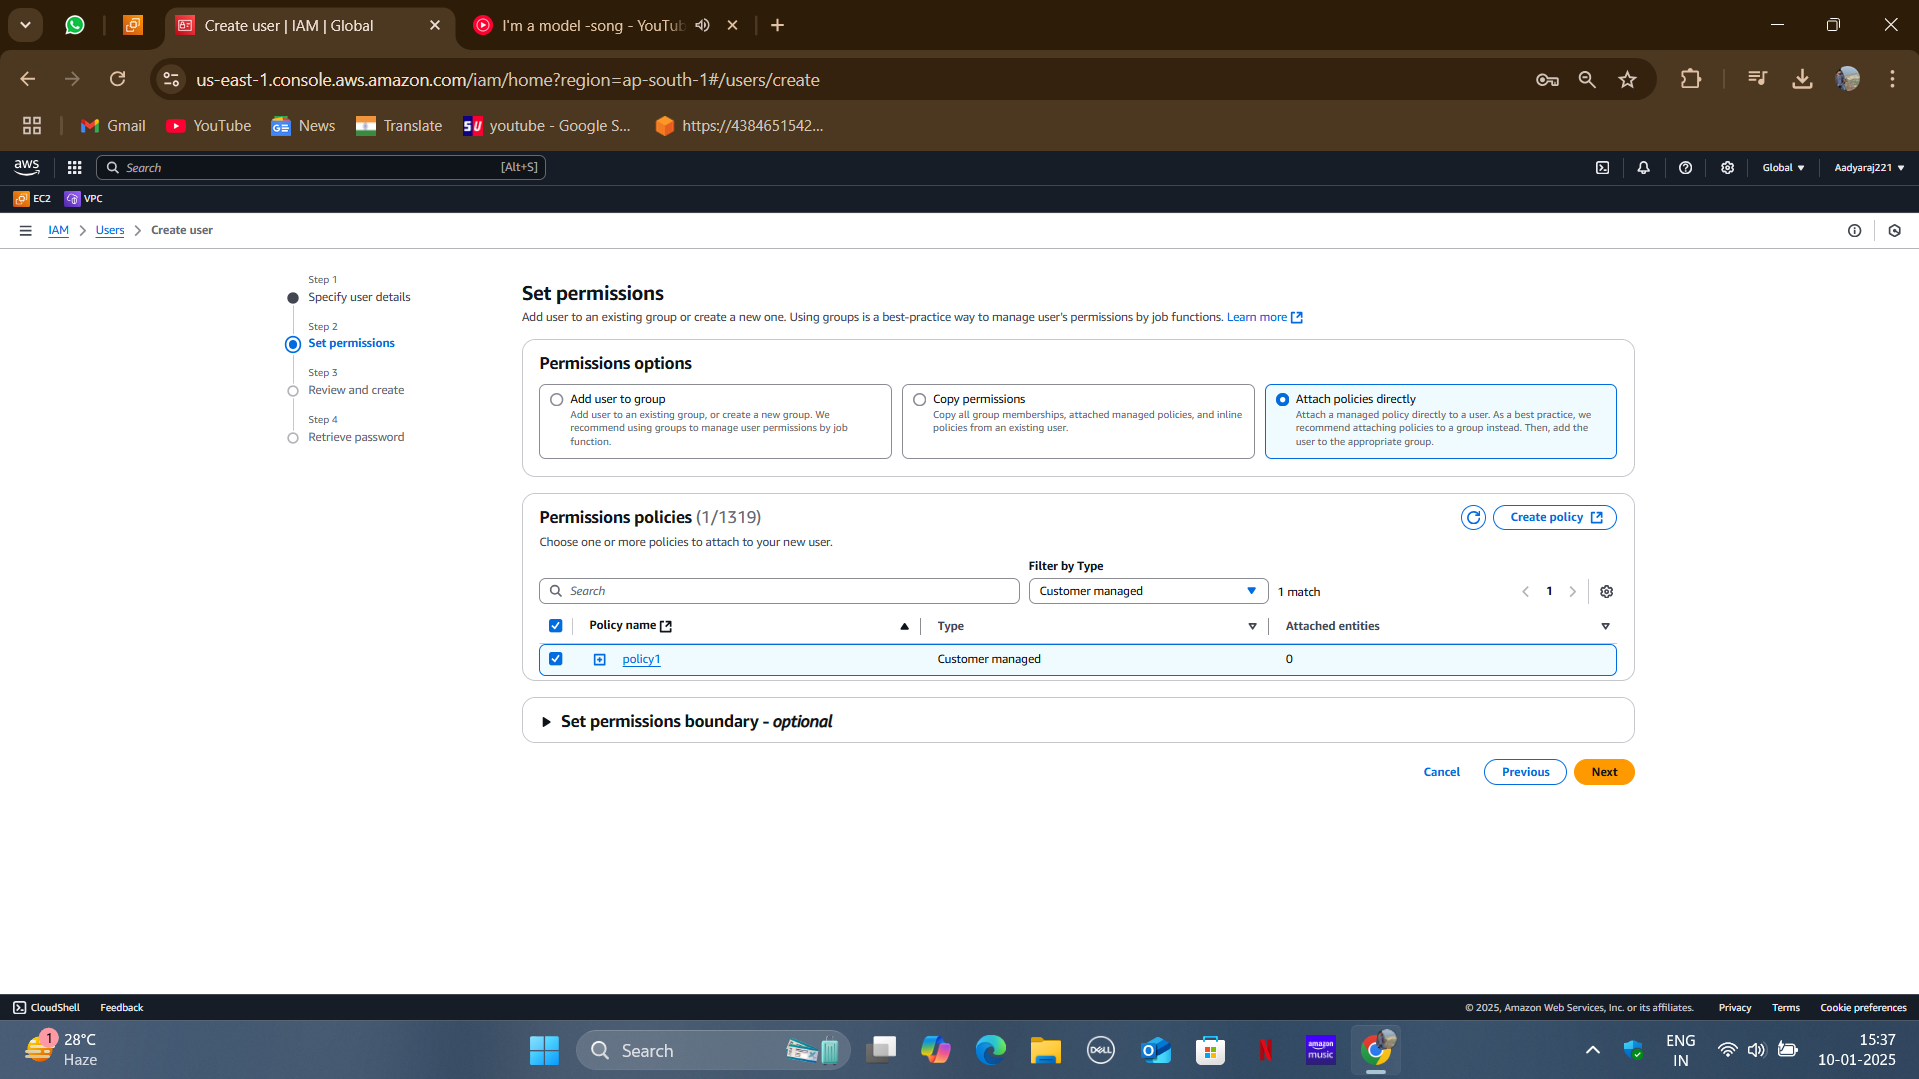 Create user | IAM | Global
I'm a model -song - YouTub
us-east-1.console.aws.amazon.com/iam/home?region=ap-south-1#/users/create
Gmail
YouTube
News
Translate
SU
youtube - Google S...
https://4384651542...
aws
Search
[Alt+S]
Global
Aadyaraj221
EC2
VPC
IAM
Users
Create user
Step 1
Specify user details
Step 2
Set permissions
Step 3
Review and create
Step 4
Retrieve password
Set permissions
Add user to an existing group or create a new one. Using groups is a best-practice way to manage user's permissions by job functions. Learn more
Permissions options
Add user to group
Add user to an existing group, or create a new group. We
recommend using groups to manage user permissions by job
function.
Copy permissions
Copy all group memberships, attached managed policies, and inline
policies from an existing user.
Attach policies directly
Attach a managed policy directly to a user. As a best practice, we
recommend attaching policies to a group instead. Then, add the
user to the appropriate group.
Permissions policies (1/1319)
Create policy
Choose one or more policies to attach to your new user.
Filter by Type
Search
Customer managed
1 match
1
Policy name
Type
Attached entities
policy1
Customer managed
0
Set permissions boundary - optional
Cancel
Previous
Next
CloudShell
Feedback
© 2025, Amazon Web Services, Inc. or its affiliates.
Privacy
Terms
Cookie preferences
1
28°C
Haze
Search
DELL
N
amazon
music
ENG
IN
15:37
10-01-2025